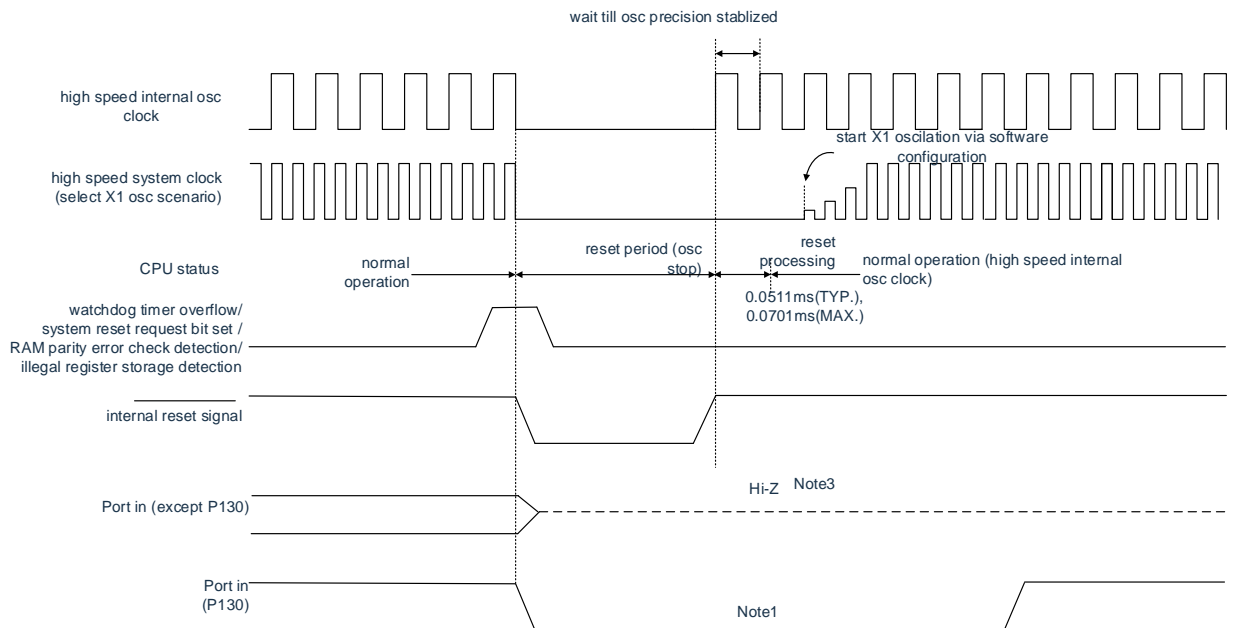 wait till osc precision stablized
high speed internal osc
clock
start X1 oscilation via software
configuration
high speed system clock
(select X1 osc scenario)
CPU status
normal
operation
reset period (osc
stop)
reset
processing
normal operation (high speed internal
osc clock)
0.0511ms(TYP.),
0.0701ms(MAX.)
watchdog timer overflow/
system reset request bit set /
RAM parity error check detection/
illegal register storage detection
internal reset signal
Port in (except P130)
Hi-Z
Note3
Port in
(P130)
Note1